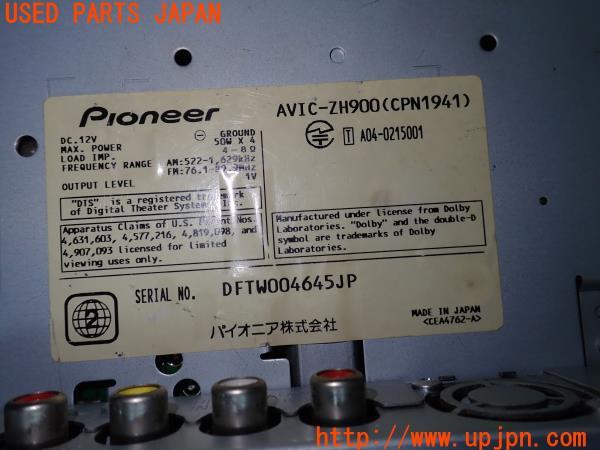 USED PARTS JAPAN
Pioneer
AVIC-ZH900(CPN1941)
DC.12V ⊖ GROUND
MAX. POWER 50W X 4
LOAD IMP. 4-8Ω
FREQUENCY RANGE AM:522-1,629kHz
FM:76.1-89.9MHz
OUTPUT LEVEL 1V
T A04-0215001
"DTS" is a registered trademark
of Digital Theater Systems, Inc.
Apparatus Claims of U.S. Patent Nos.
4,631,603, 4,577,216, 4,819,098, and
4,907,093 licensed for limited
viewing uses only.
Manufactured under license from Dolby
Laboratories. "Dolby" and the double-D
symbol are trademarks of Dolby
Laboratories.
2
SERIAL NO. DFTW004645JP
パイオニア株式会社
MADE IN JAPAN
<CEA4762-A>
http://www.upjpn.com/